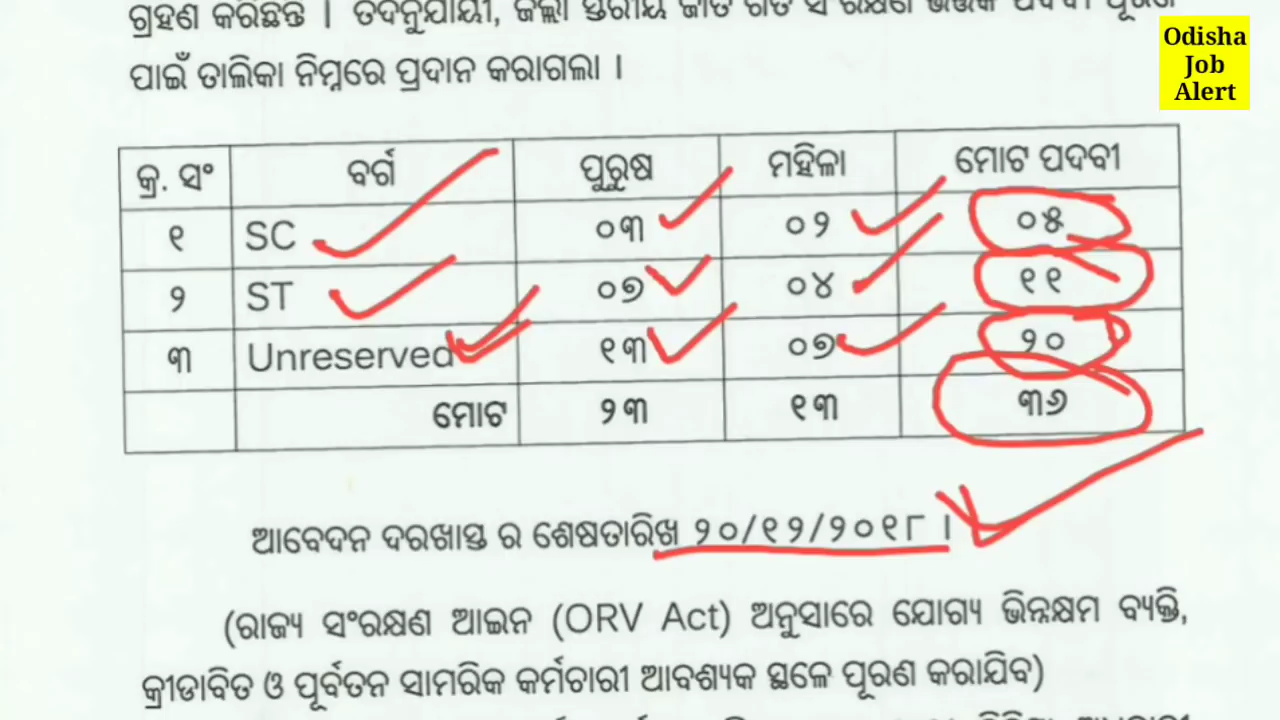 ଗ୍ରହଣ କରିଛନ୍ତି । ତଦନୁଯାୟୀ, ଜିଲ୍ଲା ସ୍ତରୀୟ ଜାତି ଗତ ସଂରକ୍ଷଣ ଭିତ୍ତିକ ପଦବୀ ପୂରଣ
ପାଇଁ ତାଲିକା ନିମ୍ନରେ ପ୍ରଦାନ କରାଗଲା ।
Odisha
Job
Alert
କ୍ର. ସଂ ବର୍ଗ ପୁରୁଷ ମହିଳା ମୋଟ ପଦବୀ
୧ SC ୦୩ ୦୨ ୦୫
୨ ST ୦୭ ୦୪ ୧୧
୩ Unreserved ୧୩ ୦୭ ୨୦
ମୋଟ ୨୩ ୧୩ ୩୬
ଆବେଦନ ଦରଖାସ୍ତ ର ଶେଷତାରିଖ ୨୦/୧୨/୨୦୧୮ ।
(ରାଜ୍ୟ ସଂରକ୍ଷଣ ଆଇନ (ORV Act) ଅନୁସାରେ ଯୋଗ୍ୟ ଭିନ୍ନକ୍ଷମ ବ୍ୟକ୍ତି,
କ୍ରୀଡାବିତ ଓ ପୂର୍ବତନ ସାମରିକ କର୍ମଚାରୀ ଆବଶ୍ୟକ ସ୍ଥଳେ ପୂରଣ କରାଯିବ)